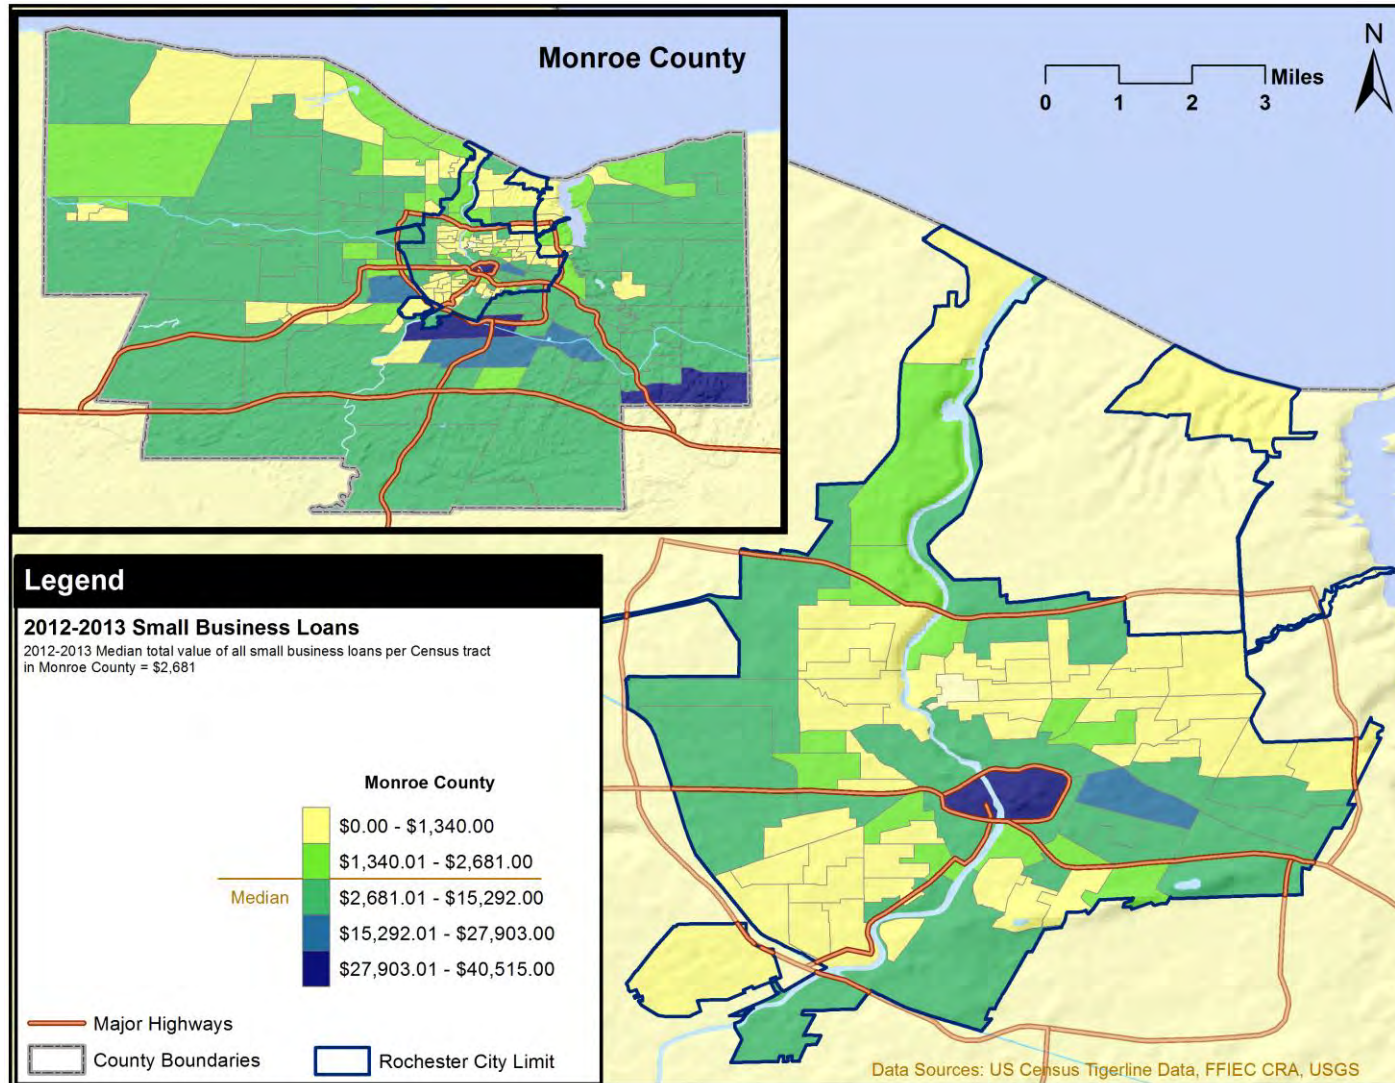 Monroe County
N
Miles
0 1 2 3
Legend
2012-2013 Small Business Loans
2012-2013 Median total value of all small business loans per Census tract
in Monroe County = $2,681
Monroe County
$0.00 - $1,340.00
$1,340.01 - $2,681.00
Median
$2,681.01 - $15,292.00
$15,292.01 - $27,903.00
$27,903.01 - $40,515.00
Major Highways
County Boundaries
Rochester City Limit
Data Sources: US Census Tigerline Data, FFIEC CRA, USGS